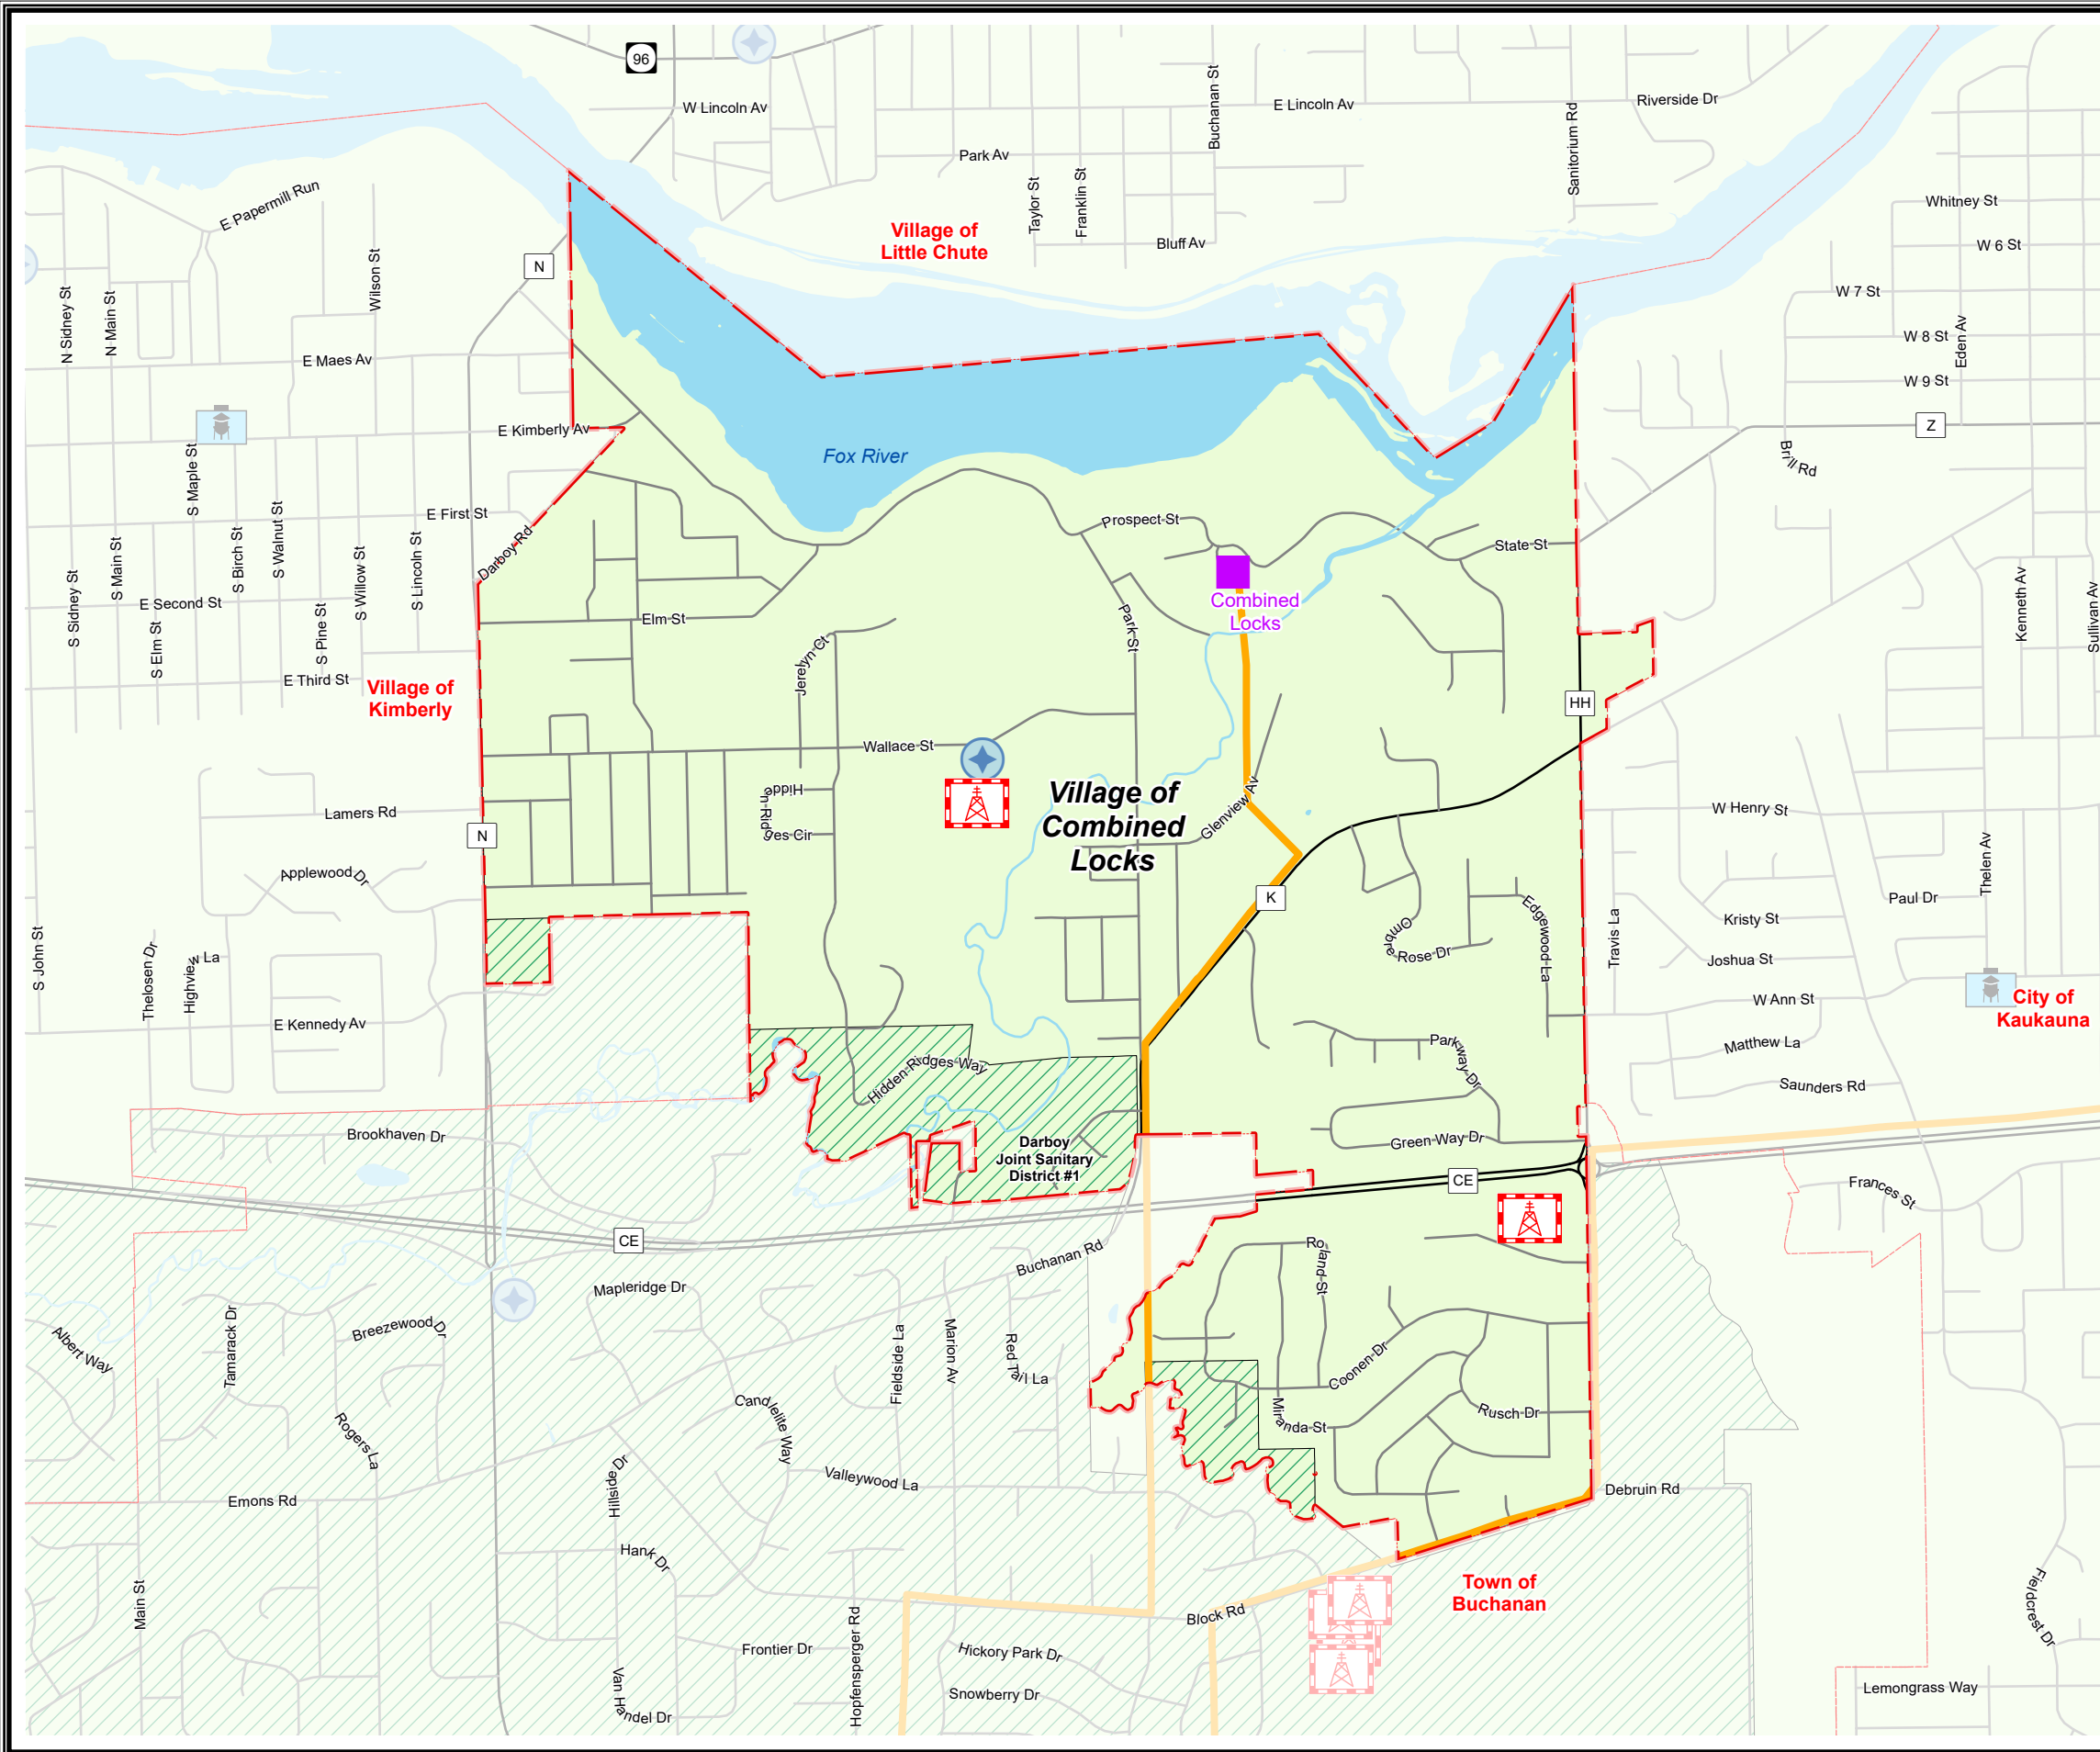 96
W Lincoln Av
Buchanan St
E Lincoln Av
Riverside Dr
Sanitorium Rd
Park Av
Taylor St
Franklin St
Bluff Av
E Papermill Run
Wilson St
Village of
Little Chute
Whitney St
W 6 St
W 7 St
W 8 St
W 9 St
Eden Av
N
N Sidney St
N Main St
E Maes Av
E Kimberly Av
Fox River
Z
Brill Rd
S Maple St
S Walnut St
E First St
Darboy Rd
Prospect St
State St
S Sidney St
S Main St
S Birch St
S Willow St
S Lincoln St
E Second St
S Elm St
S Pine St
Elm St
Combined
Locks
Park St
Kenneth Av
Sullivan Av
E Third St
Village of
Kimberly
Jerelyn Ct
HH
Wallace St
Hidden Ridges Cir
Village of
Combined
Locks
Glenview Av
Lamers Rd
N
W Henry St
Thelen Av
Applewood Dr
K
Ombre Rose Dr
Edgewood La
Travis La
Paul Dr
Kristy St
Joshua St
S John St
Thelosen Dr
Highview La
W Ann St
City of
Kaukauna
E Kennedy Av
Hidden Ridges Way
Parkway Dr
Matthew La
Saunders Rd
Brookhaven Dr
Darboy
Joint Sanitary
District #1
Green Way Dr
CE
Frances St
CE
Buchanan Rd
Roland St
Mapleridge Dr
Albert Way
Tamarack Dr
Breezewood Dr
Fieldside La
Marion Av
Red Tail La
Coonen Dr
Candlelite Way
Miranda St
Rusch Dr
Rogers La
Hillside Dr
Valleywood La
Emons Rd
Debruin Rd
Hank Dr
Town of
Buchanan
Main St
Block Rd
Fieldcrest Dr
Hopfensperger Rd
Frontier Dr
Hickory Park Dr
Van Handel Dr
Snowberry Dr
Lemongrass Way